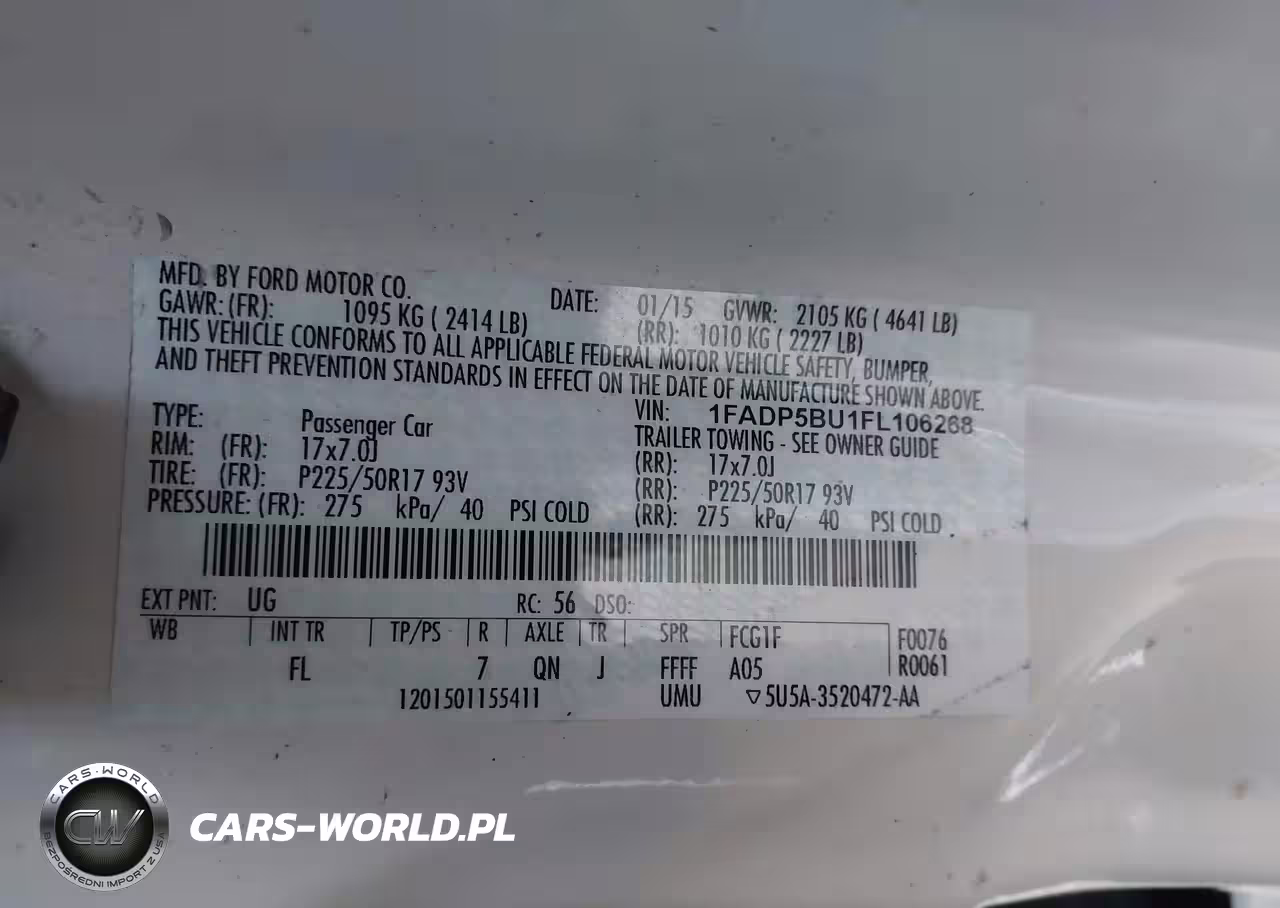 MFD. BY FORD MOTOR CO.
DATE: 01/15 GVWR: 2105 KG ( 4641 LB)
GAWR: (FR): 1095 KG ( 2414 LB) (RR): 1010 KG ( 2227 LB)
THIS VEHICLE CONFORMS TO ALL APPLICABLE FEDERAL MOTOR VEHICLE SAFETY, BUMPER,
AND THEFT PREVENTION STANDARDS IN EFFECT ON THE DATE OF MANUFACTURE SHOWN ABOVE.
VIN: 1FADP5BU1FL106268
TYPE: Passenger Car TRAILER TOWING - SEE OWNER GUIDE
RIM: (FR): 17x7.0J (RR): 17x7.0J
TIRE: (FR): P225/50R17 93V (RR): P225/50R17 93V
PRESSURE: (FR): 275 kPa/ 40 PSI COLD (RR): 275 kPa/ 40 PSI COLD
EXT PNT: UG RC: 56 DSO:
WB INT TR TP/PS R AXLE TR SPR FCG1F F0076
FL 7 QN J FFFF A05 R0061
1201501155411 UMU ▽5U5A-3520472-AA
CARS-WORLD
CW
BEZPOŚREDNI IMPORT Z USA
CARS-WORLD.PL